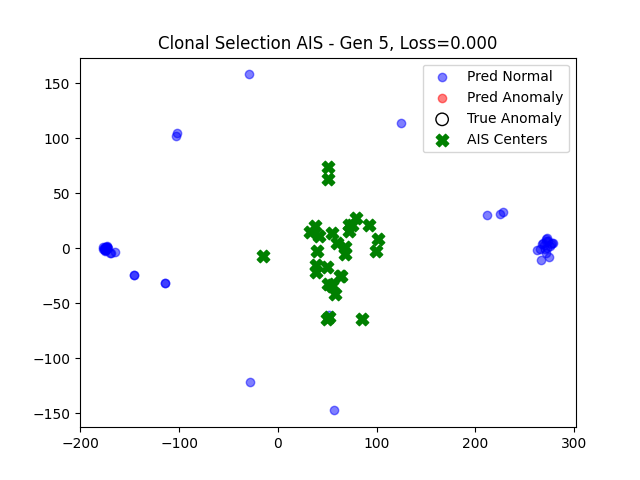 Clonal Selection AIS - Gen 5, Loss=0.000
Pred Normal
Pred Anomaly
True Anomaly
AIS Centers
150
100
50
0
−50
−100
−150
−200
−100
0
100
200
300